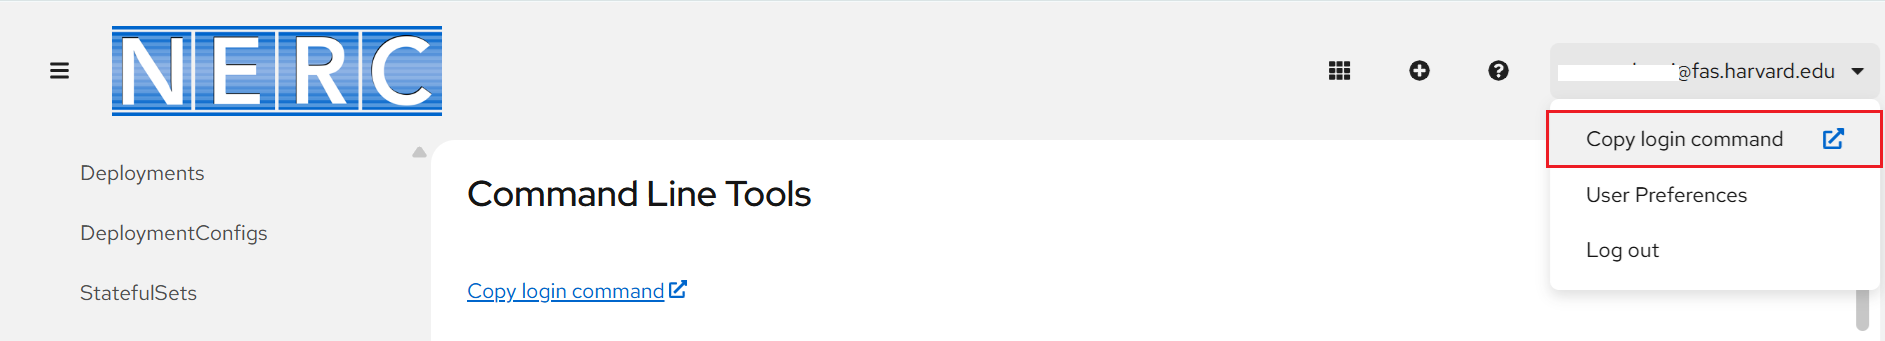 NERC
@fas.harvard.edu
Copy login command
User Preferences
Log out
Deployments
DeploymentConfigs
StatefulSets
Command Line Tools
Copy login command